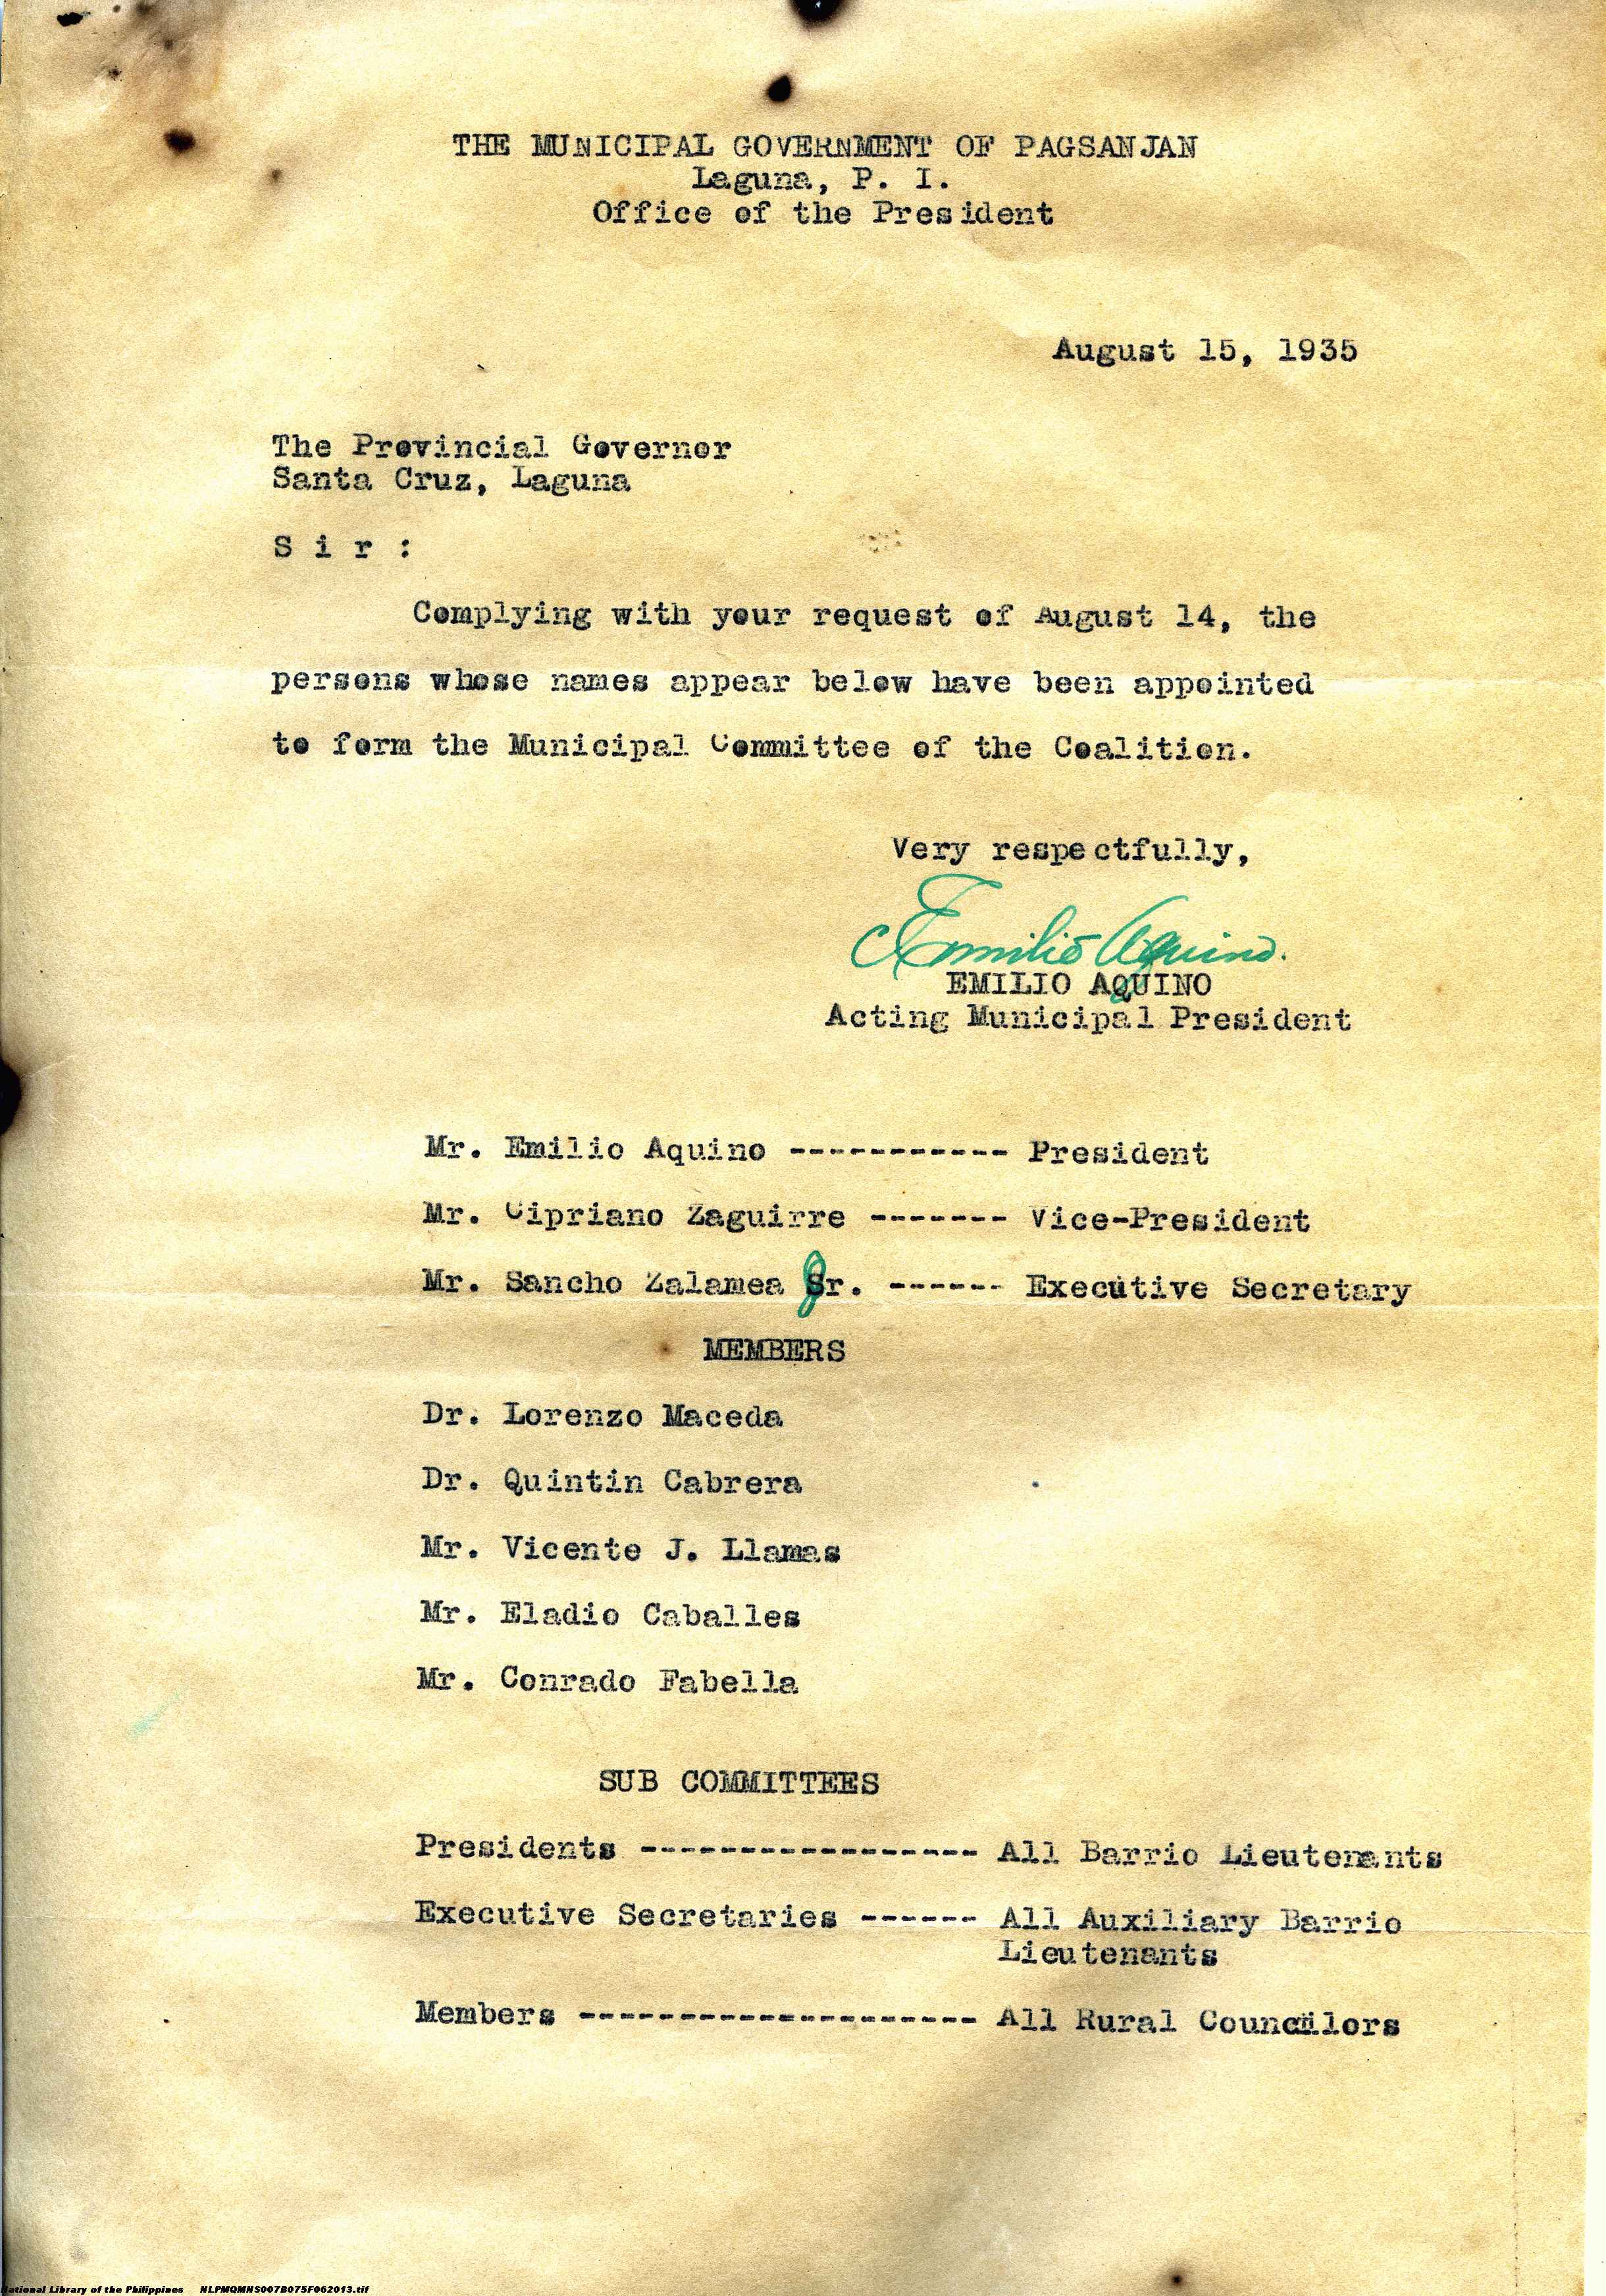 THE MUNICIPAL GOVERNMENT OF PAGSANJAN
Laguna, P. I.
Office of the President
August 15, 1935
The Provincial Governor
Santa Cruz, Laguna
S i r :
Complying with your request of August 14, the
persons whose names appear below have been appointed
to form the Municipal Committee of the Coalition.
Very respectfully,
Emilio Aquino.
EMILIO AQUINO
Acting Municipal President
Mr. Emilio Aquino ----------- President
Mr. Cipriano Zaguirre ------- Vice-President
Mr. Sancho Zalamea Jr. ------ Executive Secretary
MEMBERS
Dr. Lorenzo Maceda
Dr. Quintin Cabrera
Mr. Vicente J. Llamas
Mr. Eladio Caballes
Mr. Conrado Fabella
SUB COMMITTEES
Presidents ----------------- All Barrio Lieutenants
Executive Secretaries ------ All Auxiliary Barrio
Lieutenants
Members -------------------- All Rural Councilors
National Library of the Philippines NLPMQMNS007B075F062013.tif